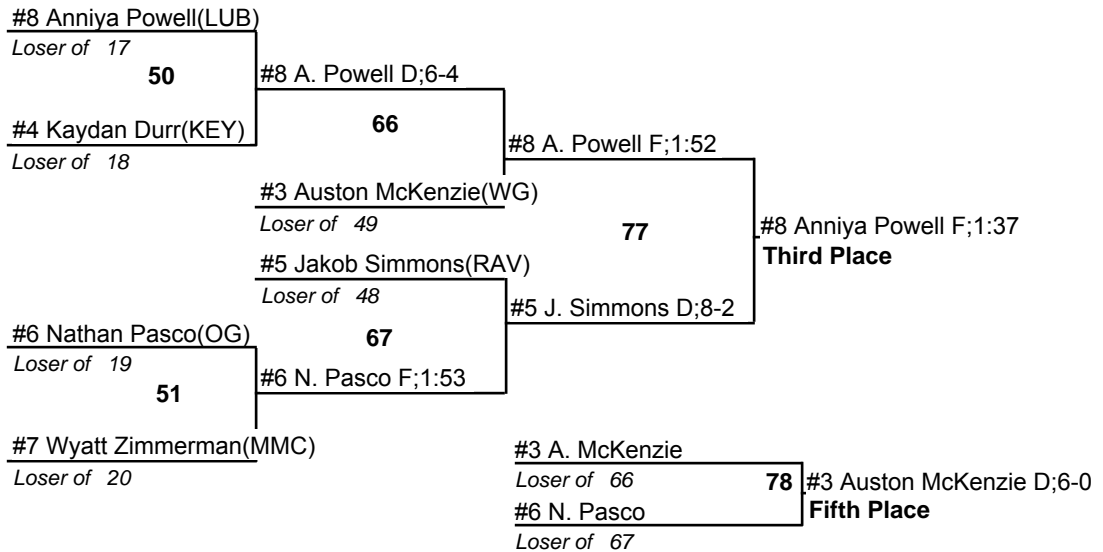 #8 Anniya Powell(LUB)
Loser of 17
50
#8 A. Powell D;6-4
#4 Kaydan Durr(KEY)
Loser of 18
66
#8 A. Powell F;1:52
#3 Auston McKenzie(WG)
Loser of 49
77
#8 Anniya Powell F;1:37
Third Place
#5 Jakob Simmons(RAV)
Loser of 48
#5 J. Simmons D;8-2
#6 Nathan Pasco(OG)
Loser of 19
67
51
#6 N. Pasco F;1:53
#7 Wyatt Zimmerman(MMC)
Loser of 20
#3 A. McKenzie
Loser of 66
78
#3 Auston McKenzie D;6-0
Fifth Place
#6 N. Pasco
Loser of 67